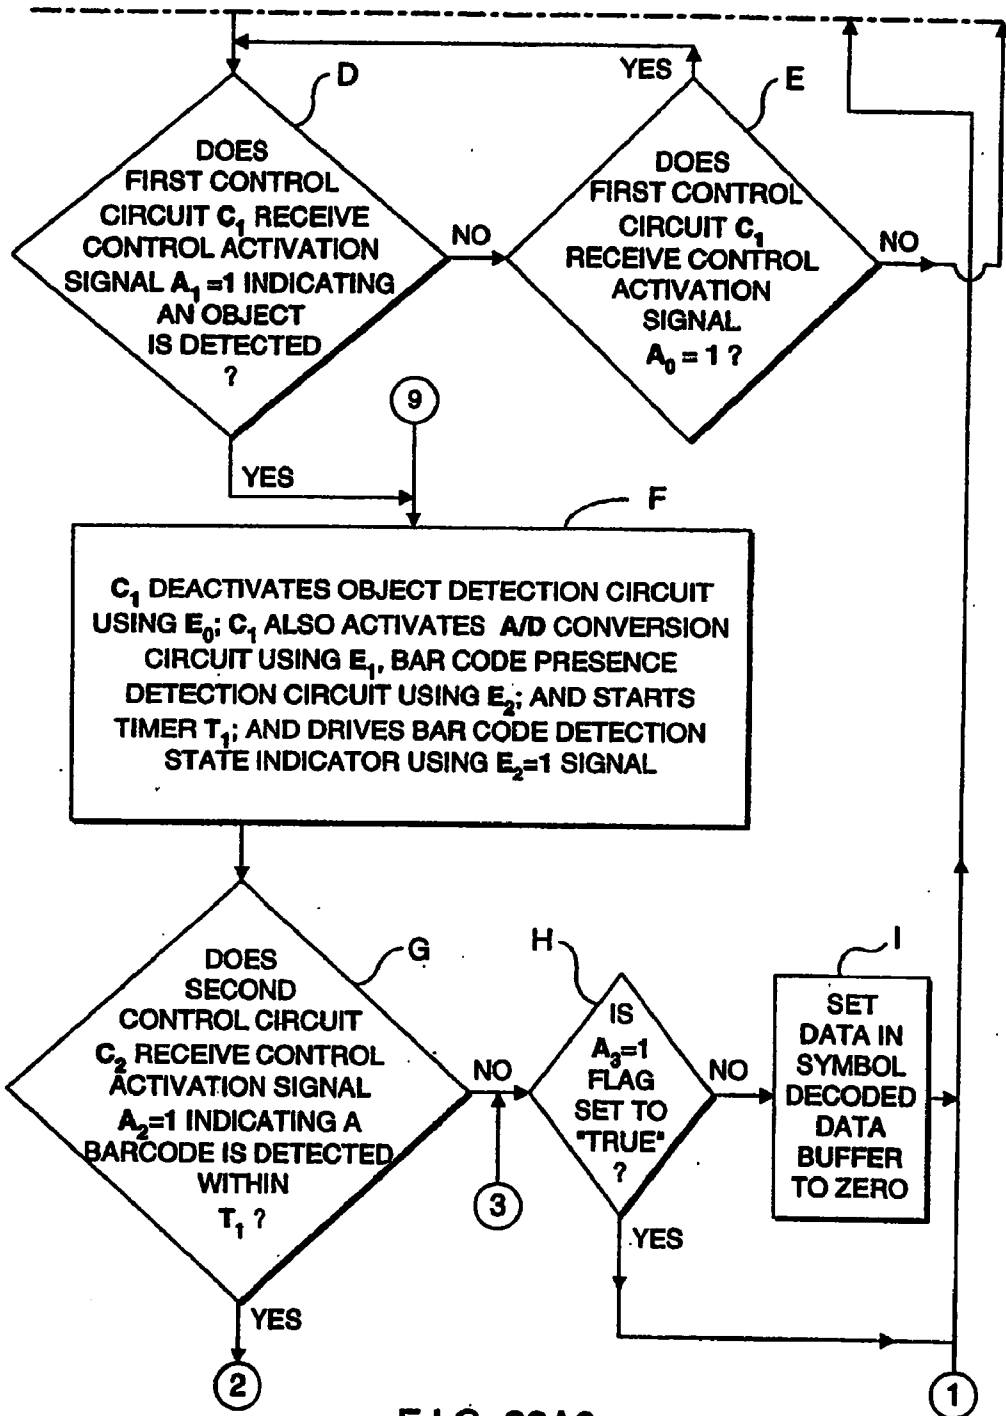 D
DOES
FIRST CONTROL
CIRCUIT C₁ RECEIVE
CONTROL ACTIVATION
SIGNAL A₁ =1 INDICATING
AN OBJECT
IS DETECTED
?
NO
YES
E
YES
DOES
FIRST CONTROL
CIRCUIT C₁
RECEIVE CONTROL
ACTIVATION
SIGNAL
A₀ = 1 ?
NO
9
F
C₁ DEACTIVATES OBJECT DETECTION CIRCUIT
USING E₀; C₁ ALSO ACTIVATES A/D CONVERSION
CIRCUIT USING E₁, BAR CODE PRESENCE
DETECTION CIRCUIT USING E₂; AND STARTS
TIMER T₁; AND DRIVES BAR CODE DETECTION
STATE INDICATOR USING E₂=1 SIGNAL
G
DOES
SECOND
CONTROL CIRCUIT
C₂ RECEIVE CONTROL
ACTIVATION SIGNAL
A₂=1 INDICATING A
BARCODE IS DETECTED
WITHIN
T₁ ?
NO
3
YES
2
H
IS
A₃=1
FLAG
SET TO
"TRUE"
?
NO
YES
I
SET
DATA IN
SYMBOL
DECODED
DATA
BUFFER
TO ZERO
1